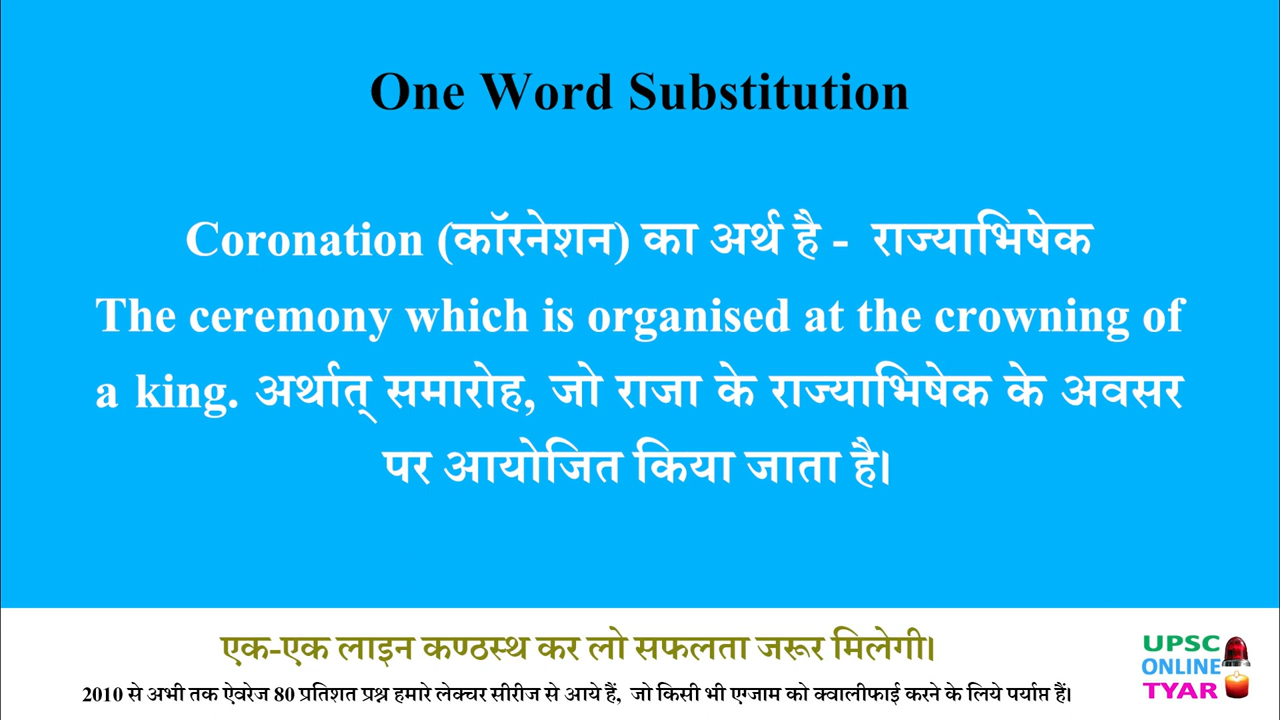 One Word Substitution
Coronation (कॉरनेशन) का अर्थ है - राज्याभिषेक
The ceremony which is organised at the crowning of
a king. अर्थात् समारोह, जो राजा के राज्याभिषेक के अवसर
पर आयोजित किया जाता है।
एक-एक लाइन कण्ठस्थ कर लो सफलता जरूर मिलेगी।
2010 से अभी तक ऐवरेज 80 प्रतिशत प्रश्न हमारे लेक्चर सीरीज से आये हैं, जो किसी भी एग्जाम को क्वालीफाई करने के लिये पर्याप्त हैं।
UPSC
ONLINE
TYAR